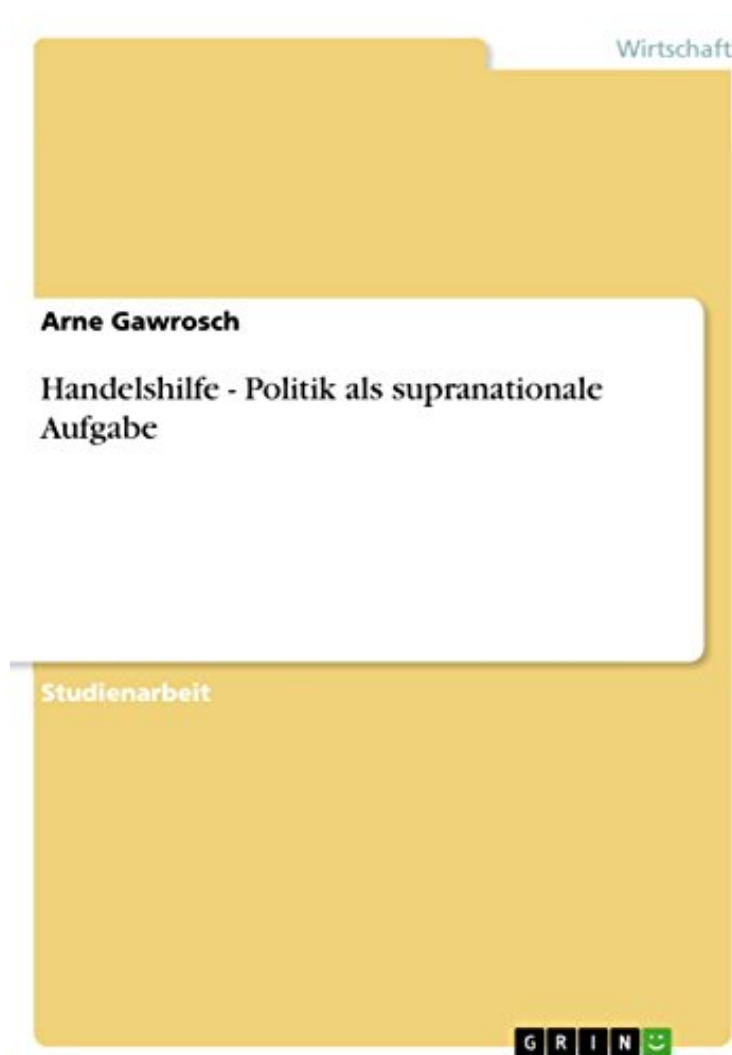 Wirtschaft
Arne Gawrosch
Handelshilfe - Politik als supranationale
Aufgabe
Studienarbeit
GRIN